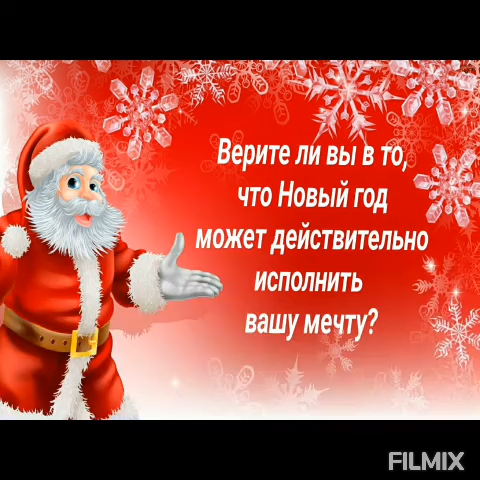 Верите ли вы в то,
что Новый год
может действительно
исполнить
вашу мечту?
FILMIX